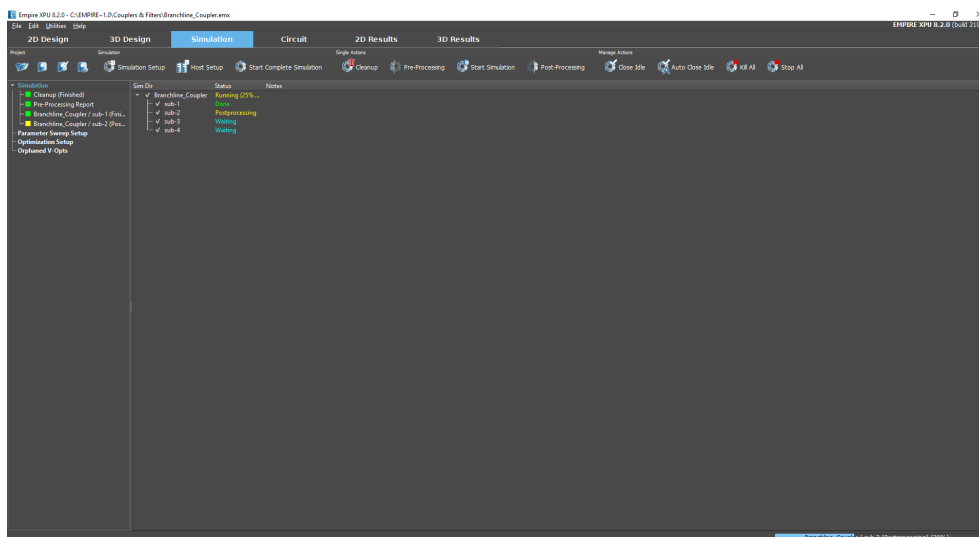 Empire XPU 8.2.0 - C:\EMPIRE-1.0\Couplers & Filters\Branchline_Coupler.emx
File Edit Utilities Help
EMPIRE XPU 8.2.0 (build 219
2D Design 3D Design Simulation Circuit 2D Results 3D Results
Project Simulation Single Actions Manage Actions
Simulation Setup Host Setup Start Complete Simulation Cleanup Pre-Processing Start Simulation Post-Processing Close Idle Auto Close Idle Kill All Stop All
Simulation Sim Dir Status Notes
Cleanup (Finished) Branchline_Coupler Running (25% ...
Pre-Processing Report sub-1 Done
Branchline_Coupler / sub-1 (Fini... sub-2 Postprocessing
Branchline_Coupler / sub-2 (Pos... sub-3 Waiting
Parameter Sweep Setup sub-4 Waiting
Optimization Setup
Orphaned V-Opts